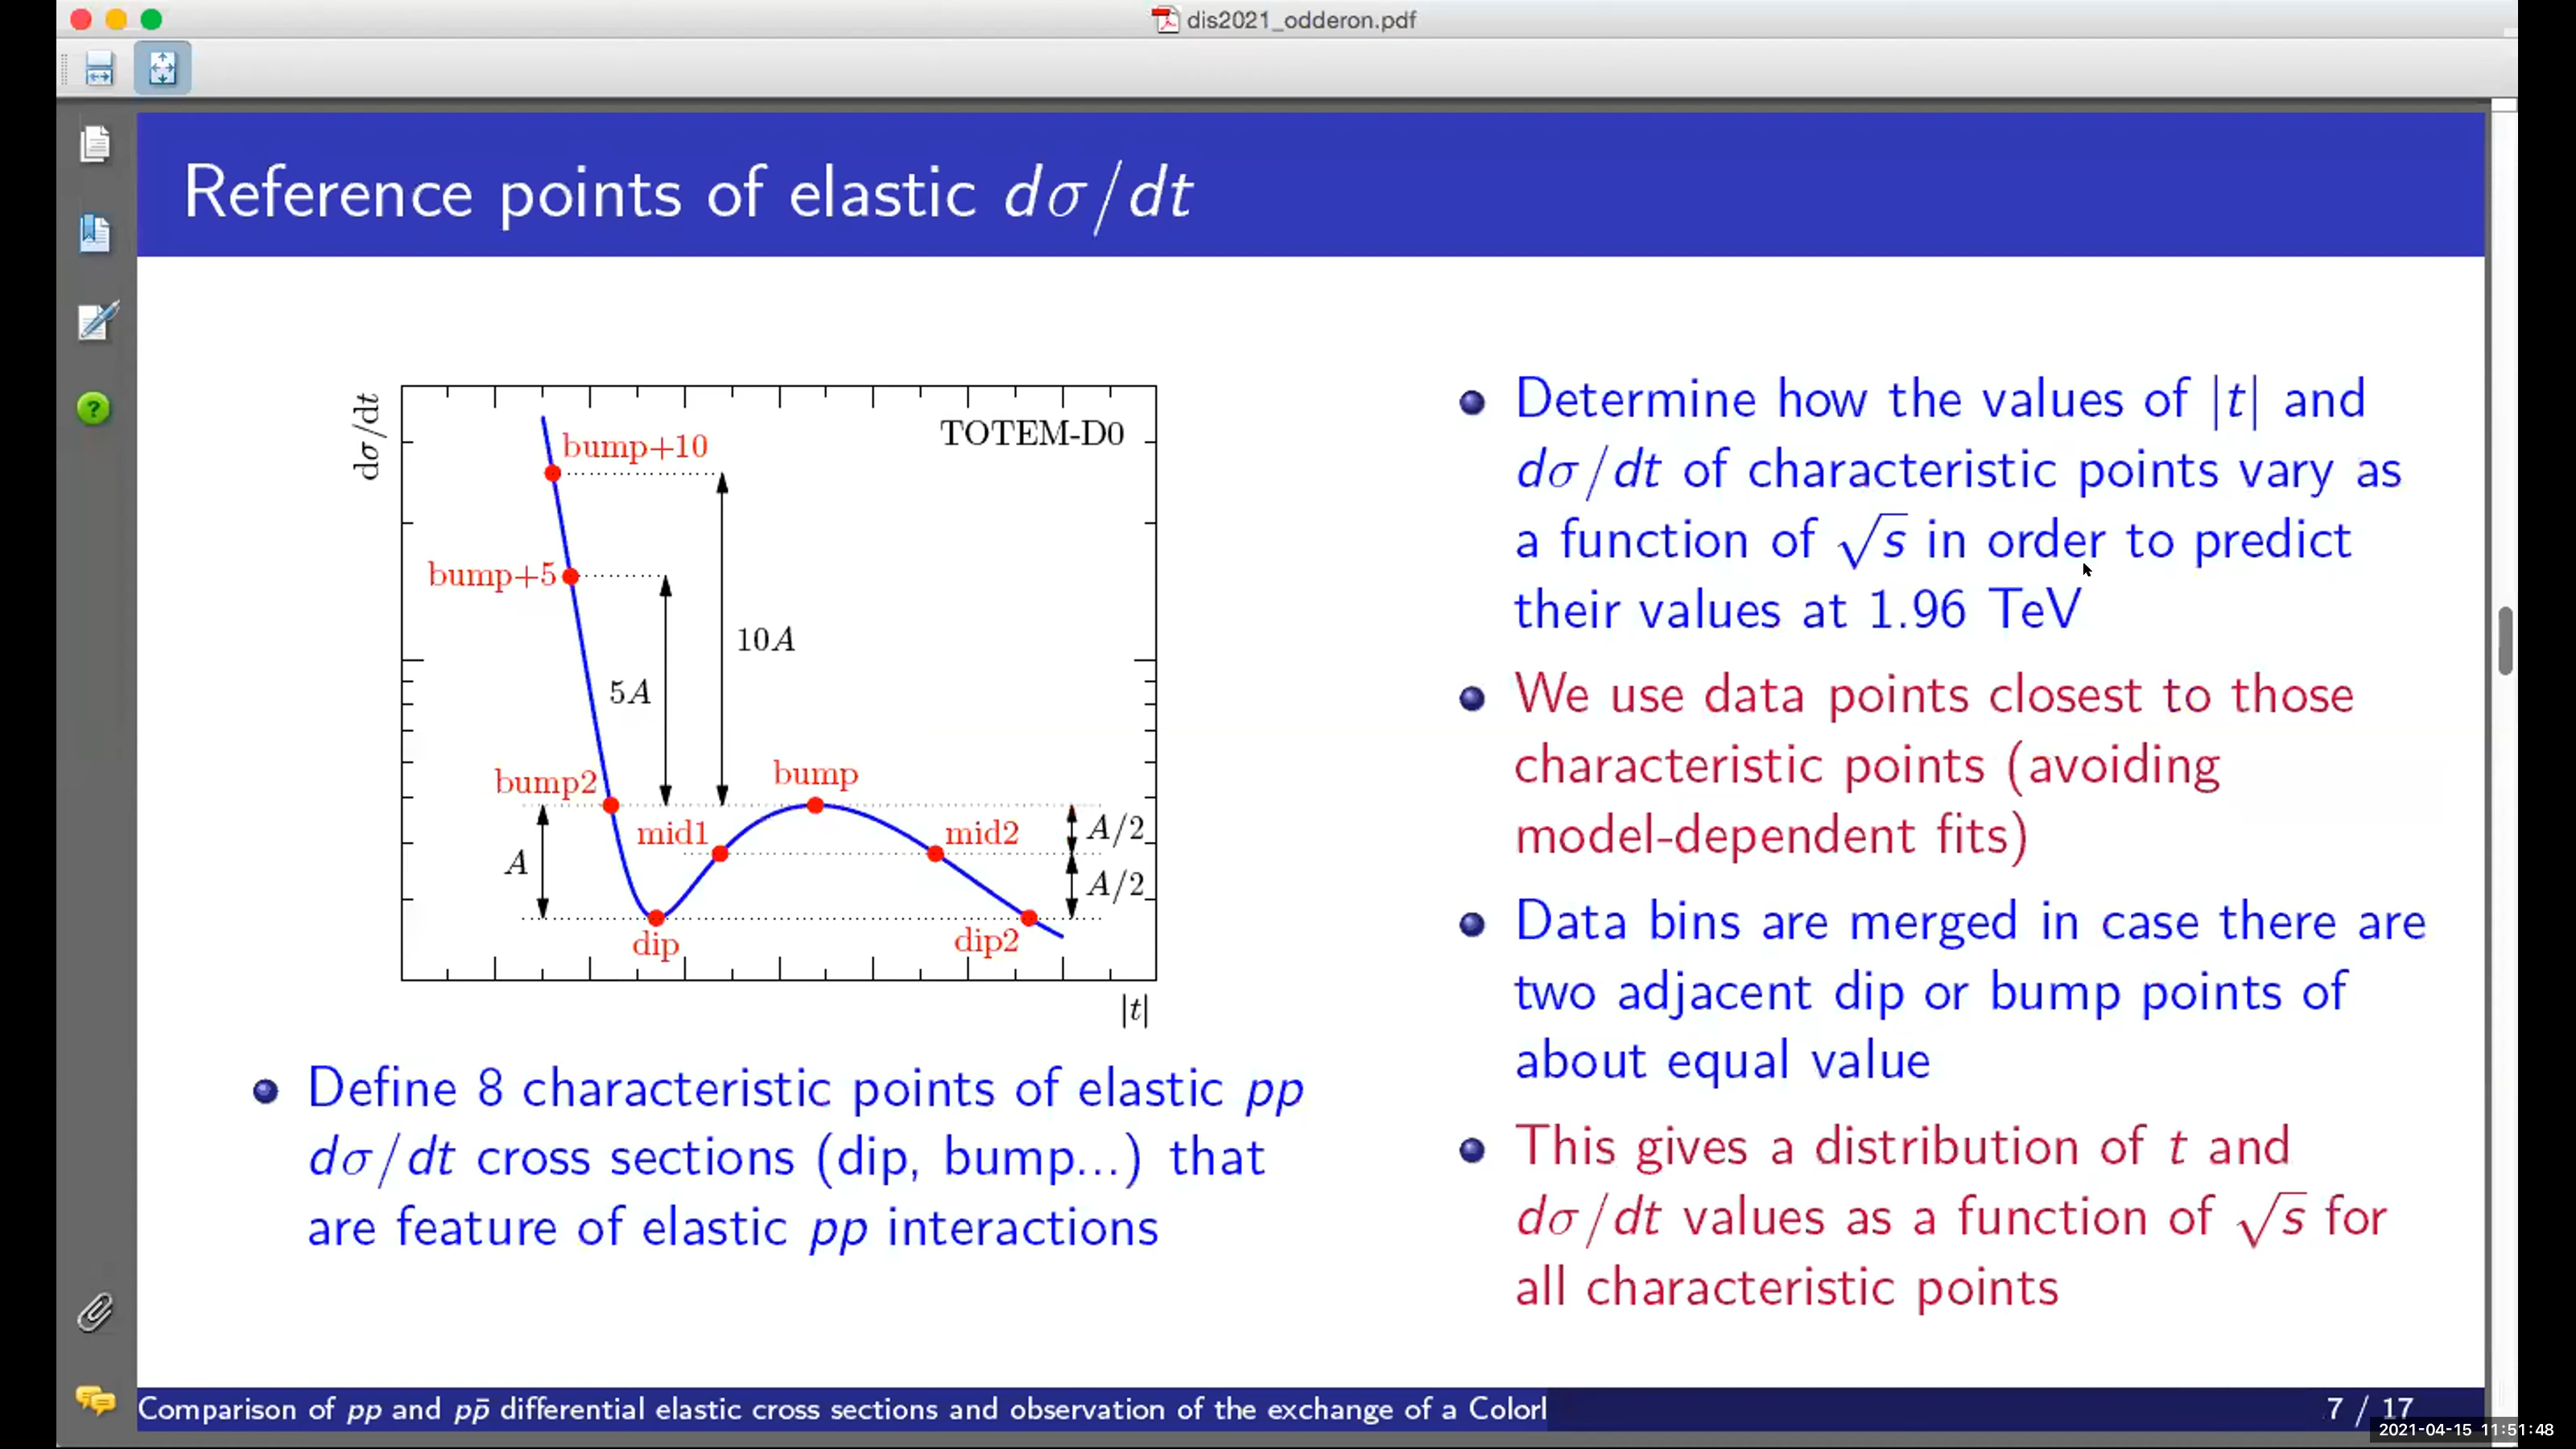 dis2021_odderon.pdf
Reference points of elastic dσ/dt
dσ/dt
TOTEM-D0
bump+10
bump+5
10A
5A
bump2
bump
mid1
mid2
A/2
A
A/2
dip
dip2
|t|
Define 8 characteristic points of elastic pp
dσ/dt cross sections (dip, bump...) that
are feature of elastic pp interactions
Determine how the values of |t| and
dσ/dt of characteristic points vary as
a function of √s in order to predict
their values at 1.96 TeV
We use data points closest to those
characteristic points (avoiding
model-dependent fits)
Data bins are merged in case there are
two adjacent dip or bump points of
about equal value
This gives a distribution of t and
dσ/dt values as a function of √s for
all characteristic points
Comparison of pp and pp̄ differential elastic cross sections and observation of the exchange of a Colorl
7 / 17
2021-04-15 11:51:48